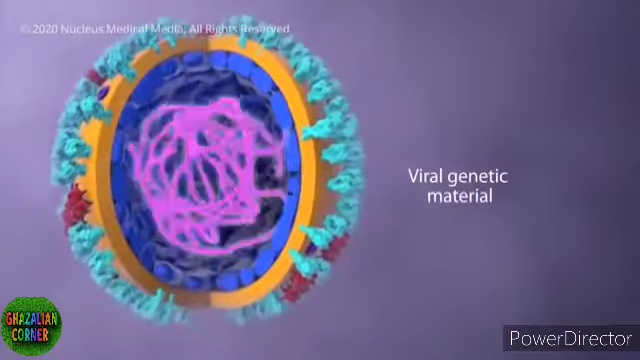 © 2020 Nucleus Medical Media, All Rights Reserved
Viral genetic
material
GHAZALIAN
CORNER
PowerDirector